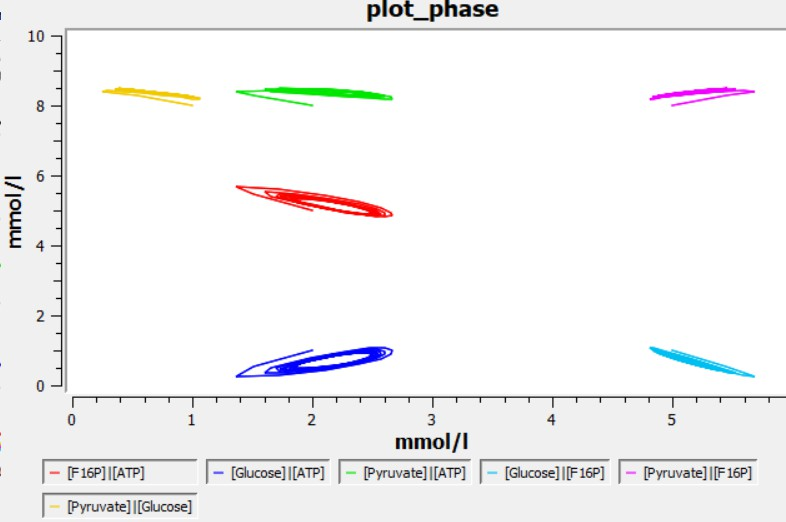 plot_phase
10
8
6
4
2
0
mmol/l
0 1 2 3 4 5
mmol/l
[F16P]|[ATP] [Glucose]|[ATP] [Pyruvate]|[ATP] [Glucose]|[F16P] [Pyruvate]|[F16P]
[Pyruvate]|[Glucose]